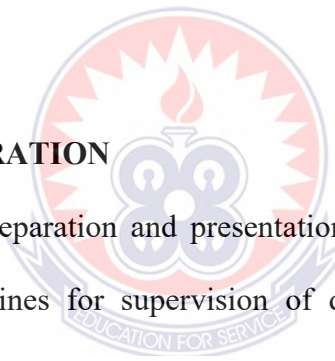 RATION
eparation and presentation
ines for supervision of d
EDUCATION FOR SERVICE